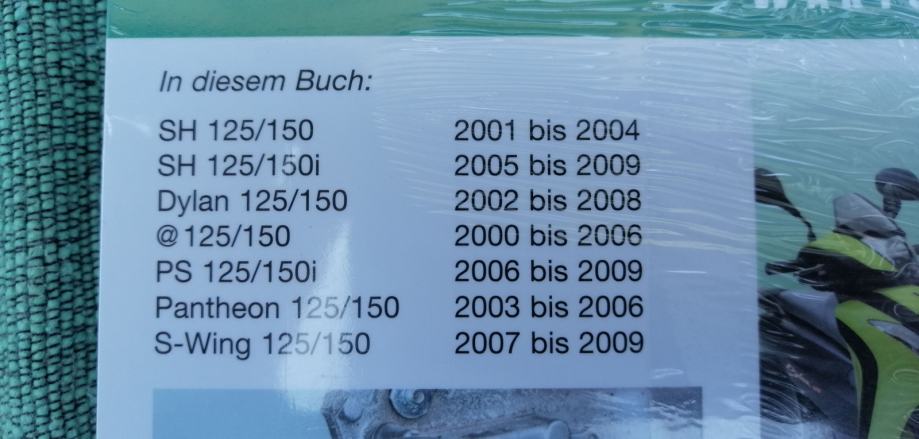 In diesem Buch:
SH 125/150 2001 bis 2004
SH 125/150i 2005 bis 2009
Dylan 125/150 2002 bis 2008
@125/150 2000 bis 2006
PS 125/150i 2006 bis 2009
Pantheon 125/150 2003 bis 2006
S-Wing 125/150 2007 bis 2009